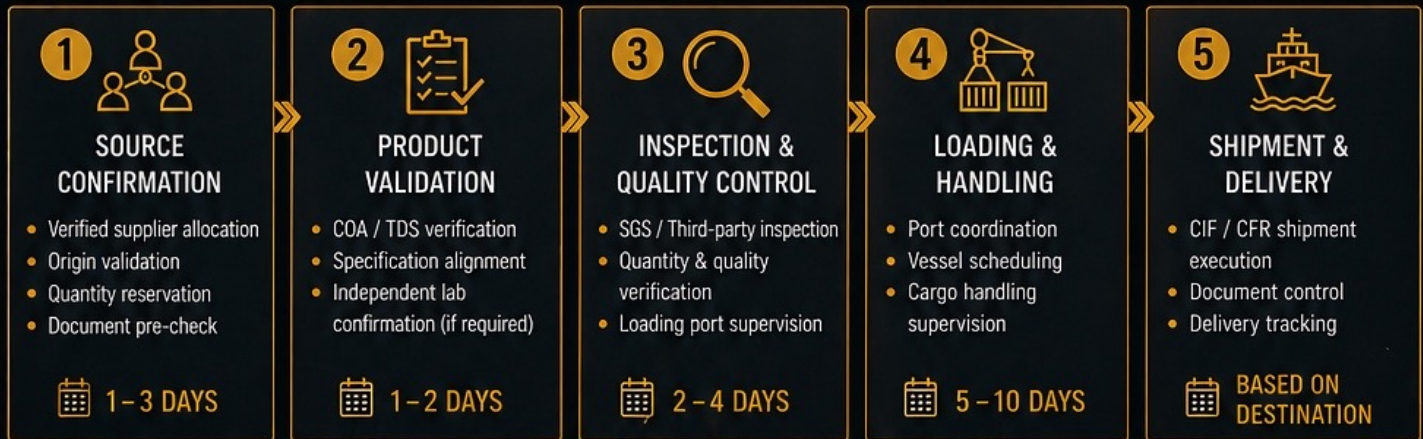 1
SOURCE
CONFIRMATION
• Verified supplier allocation
• Origin validation
• Quantity reservation
• Document pre-check
1–3 DAYS
2
PRODUCT
VALIDATION
• COA / TDS verification
• Specification alignment
• Independent lab
confirmation (if required)
1–2 DAYS
3
INSPECTION &
QUALITY CONTROL
• SGS / Third-party inspection
• Quantity & quality
verification
• Loading port supervision
2–4 DAYS
4
LOADING &
HANDLING
• Port coordination
• Vessel scheduling
• Cargo handling
supervision
5–10 DAYS
5
SHIPMENT &
DELIVERY
• CIF / CFR shipment
execution
• Document control
• Delivery tracking
BASED ON
DESTINATION